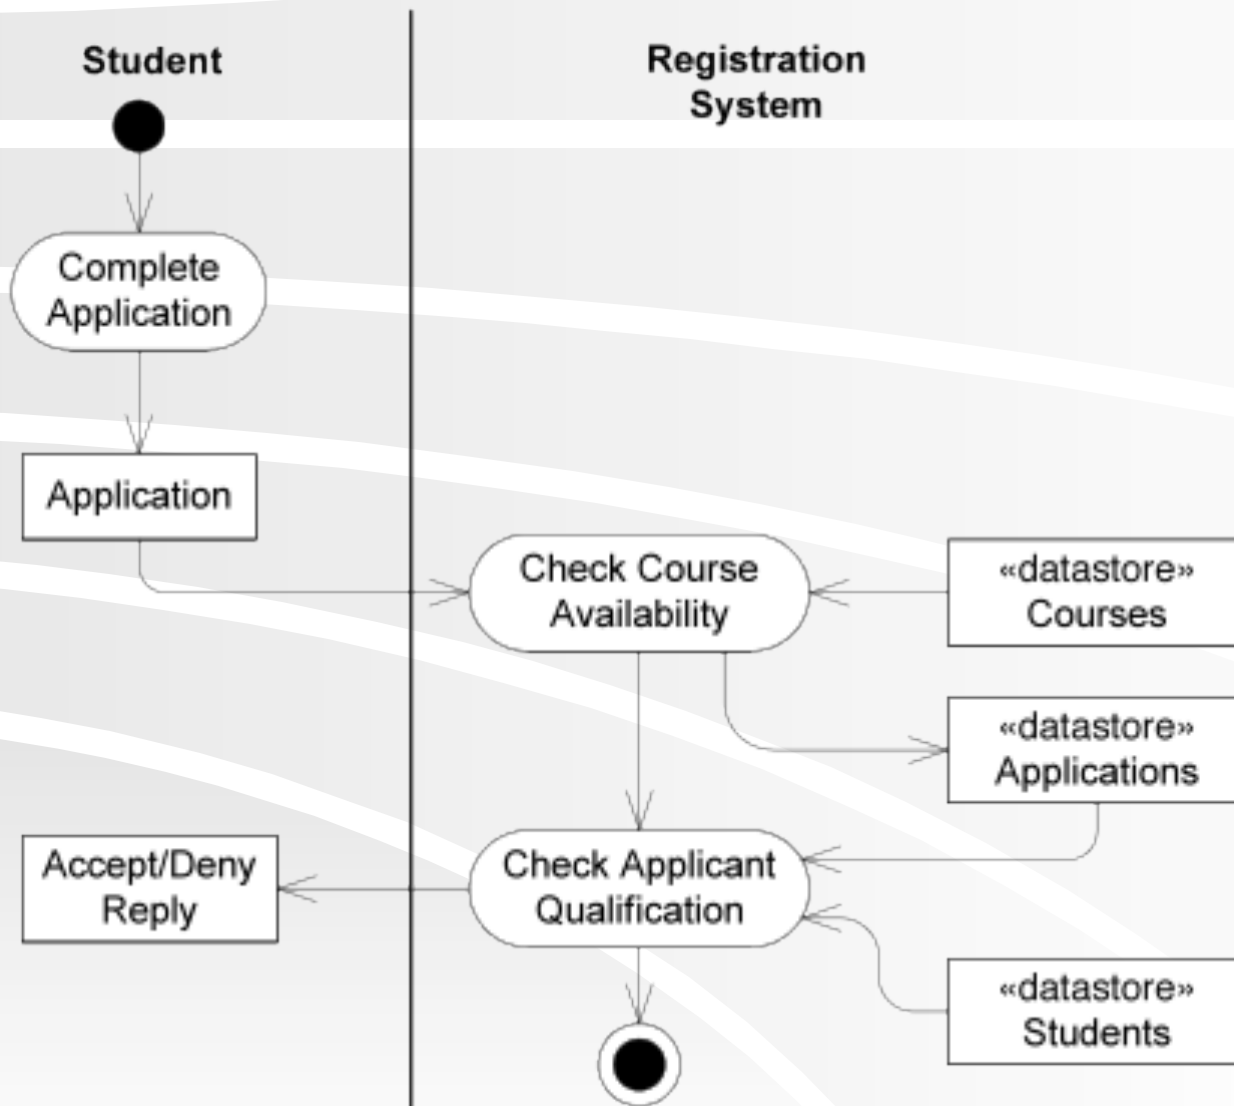 Student
Registration
System
Complete
Application
Application
Check Course
Availability
«datastore»
Courses
«datastore»
Applications
Accept/Deny
Reply
Check Applicant
Qualification
«datastore»
Students